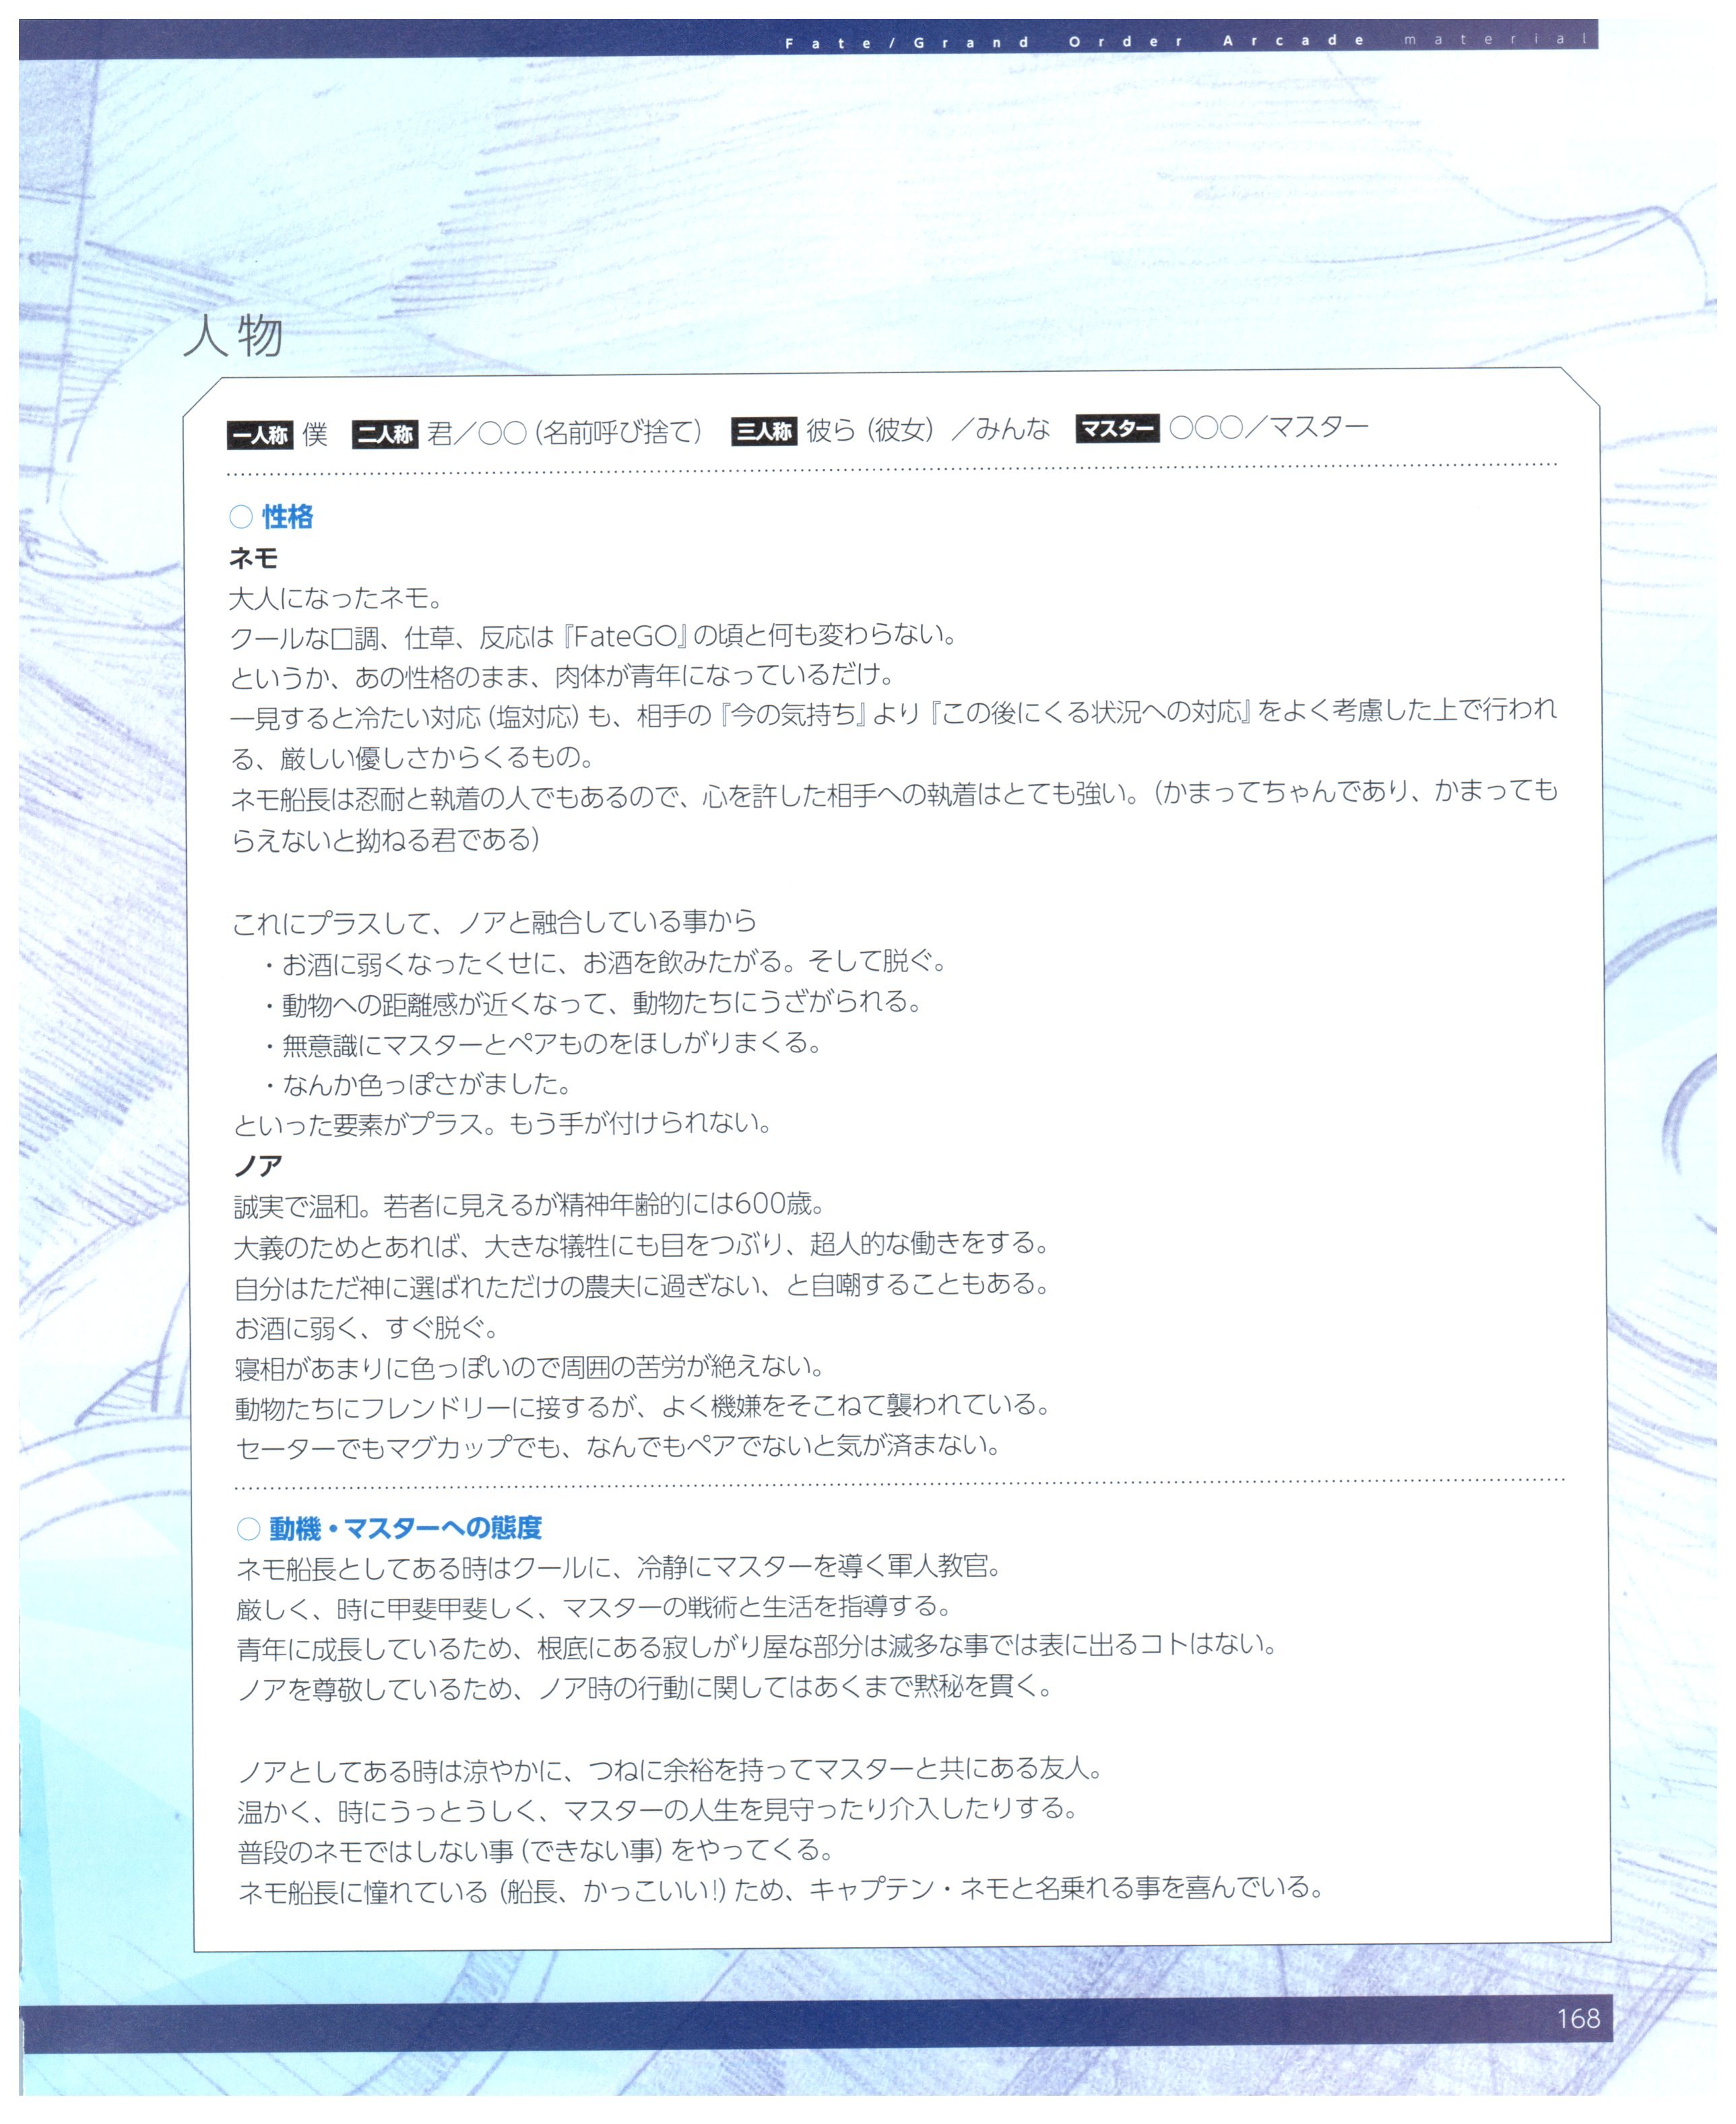 Fate/Grand Order Arcade material
人物
一人称 僕 二人称 君／○○（名前呼び捨て） 三人称 彼ら（彼女）／みんな マスター ○○○／マスター
○ 性格
ネモ
大人になったネモ。
クールな口調、仕草、反応は『FateGO』の頃と何も変わらない。
というか、あの性格のまま、肉体が青年になっているだけ。
一見すると冷たい対応（塩対応）も、相手の『今の気持ち』より『この後にくる状況への対応』をよく考慮した上で行われ
る、厳しい優しさからくるもの。
ネモ船長は忍耐と執着の人でもあるので、心を許した相手への執着はとても強い。（かまってちゃんであり、かまっても
らえないと拗ねる君である）
これにプラスして、ノアと融合している事から
・お酒に弱くなったくせに、お酒を飲みたがる。そして脱ぐ。
・動物への距離感が近くなって、動物たちにうざがられる。
・無意識にマスターとペアものをほしがりまくる。
・なんか色っぽさがました。
といった要素がプラス。もう手が付けられない。
ノア
誠実で温和。若者に見えるが精神年齢的には600歳。
大義のためとあれば、大きな犠牲にも目をつぶり、超人的な働きをする。
自分はただ神に選ばれただけの農夫に過ぎない、と自嘲することもある。
お酒に弱く、すぐ脱ぐ。
寝相があまりに色っぽいので周囲の苦労が絶えない。
動物たちにフレンドリーに接するが、よく機嫌をそこねて襲われている。
セーターでもマグカップでも、なんでもペアでないと気が済まない。
○ 動機・マスターへの態度
ネモ船長としてある時はクールに、冷静にマスターを導く軍人教官。
厳しく、時に甲斐甲斐しく、マスターの戦術と生活を指導する。
青年に成長しているため、根底にある寂しがり屋な部分は滅多な事では表に出るコトはない。
ノアを尊敬しているため、ノア時の行動に関してはあくまで黙秘を貫く。
ノアとしてある時は涼やかに、つねに余裕を持ってマスターと共にある友人。
温かく、時にうっとうしく、マスターの人生を見守ったり介入したりする。
普段のネモではしない事（できない事）をやってくる。
ネモ船長に憧れている（船長、かっこいい！）ため、キャプテン・ネモと名乗れる事を喜んでいる。
168